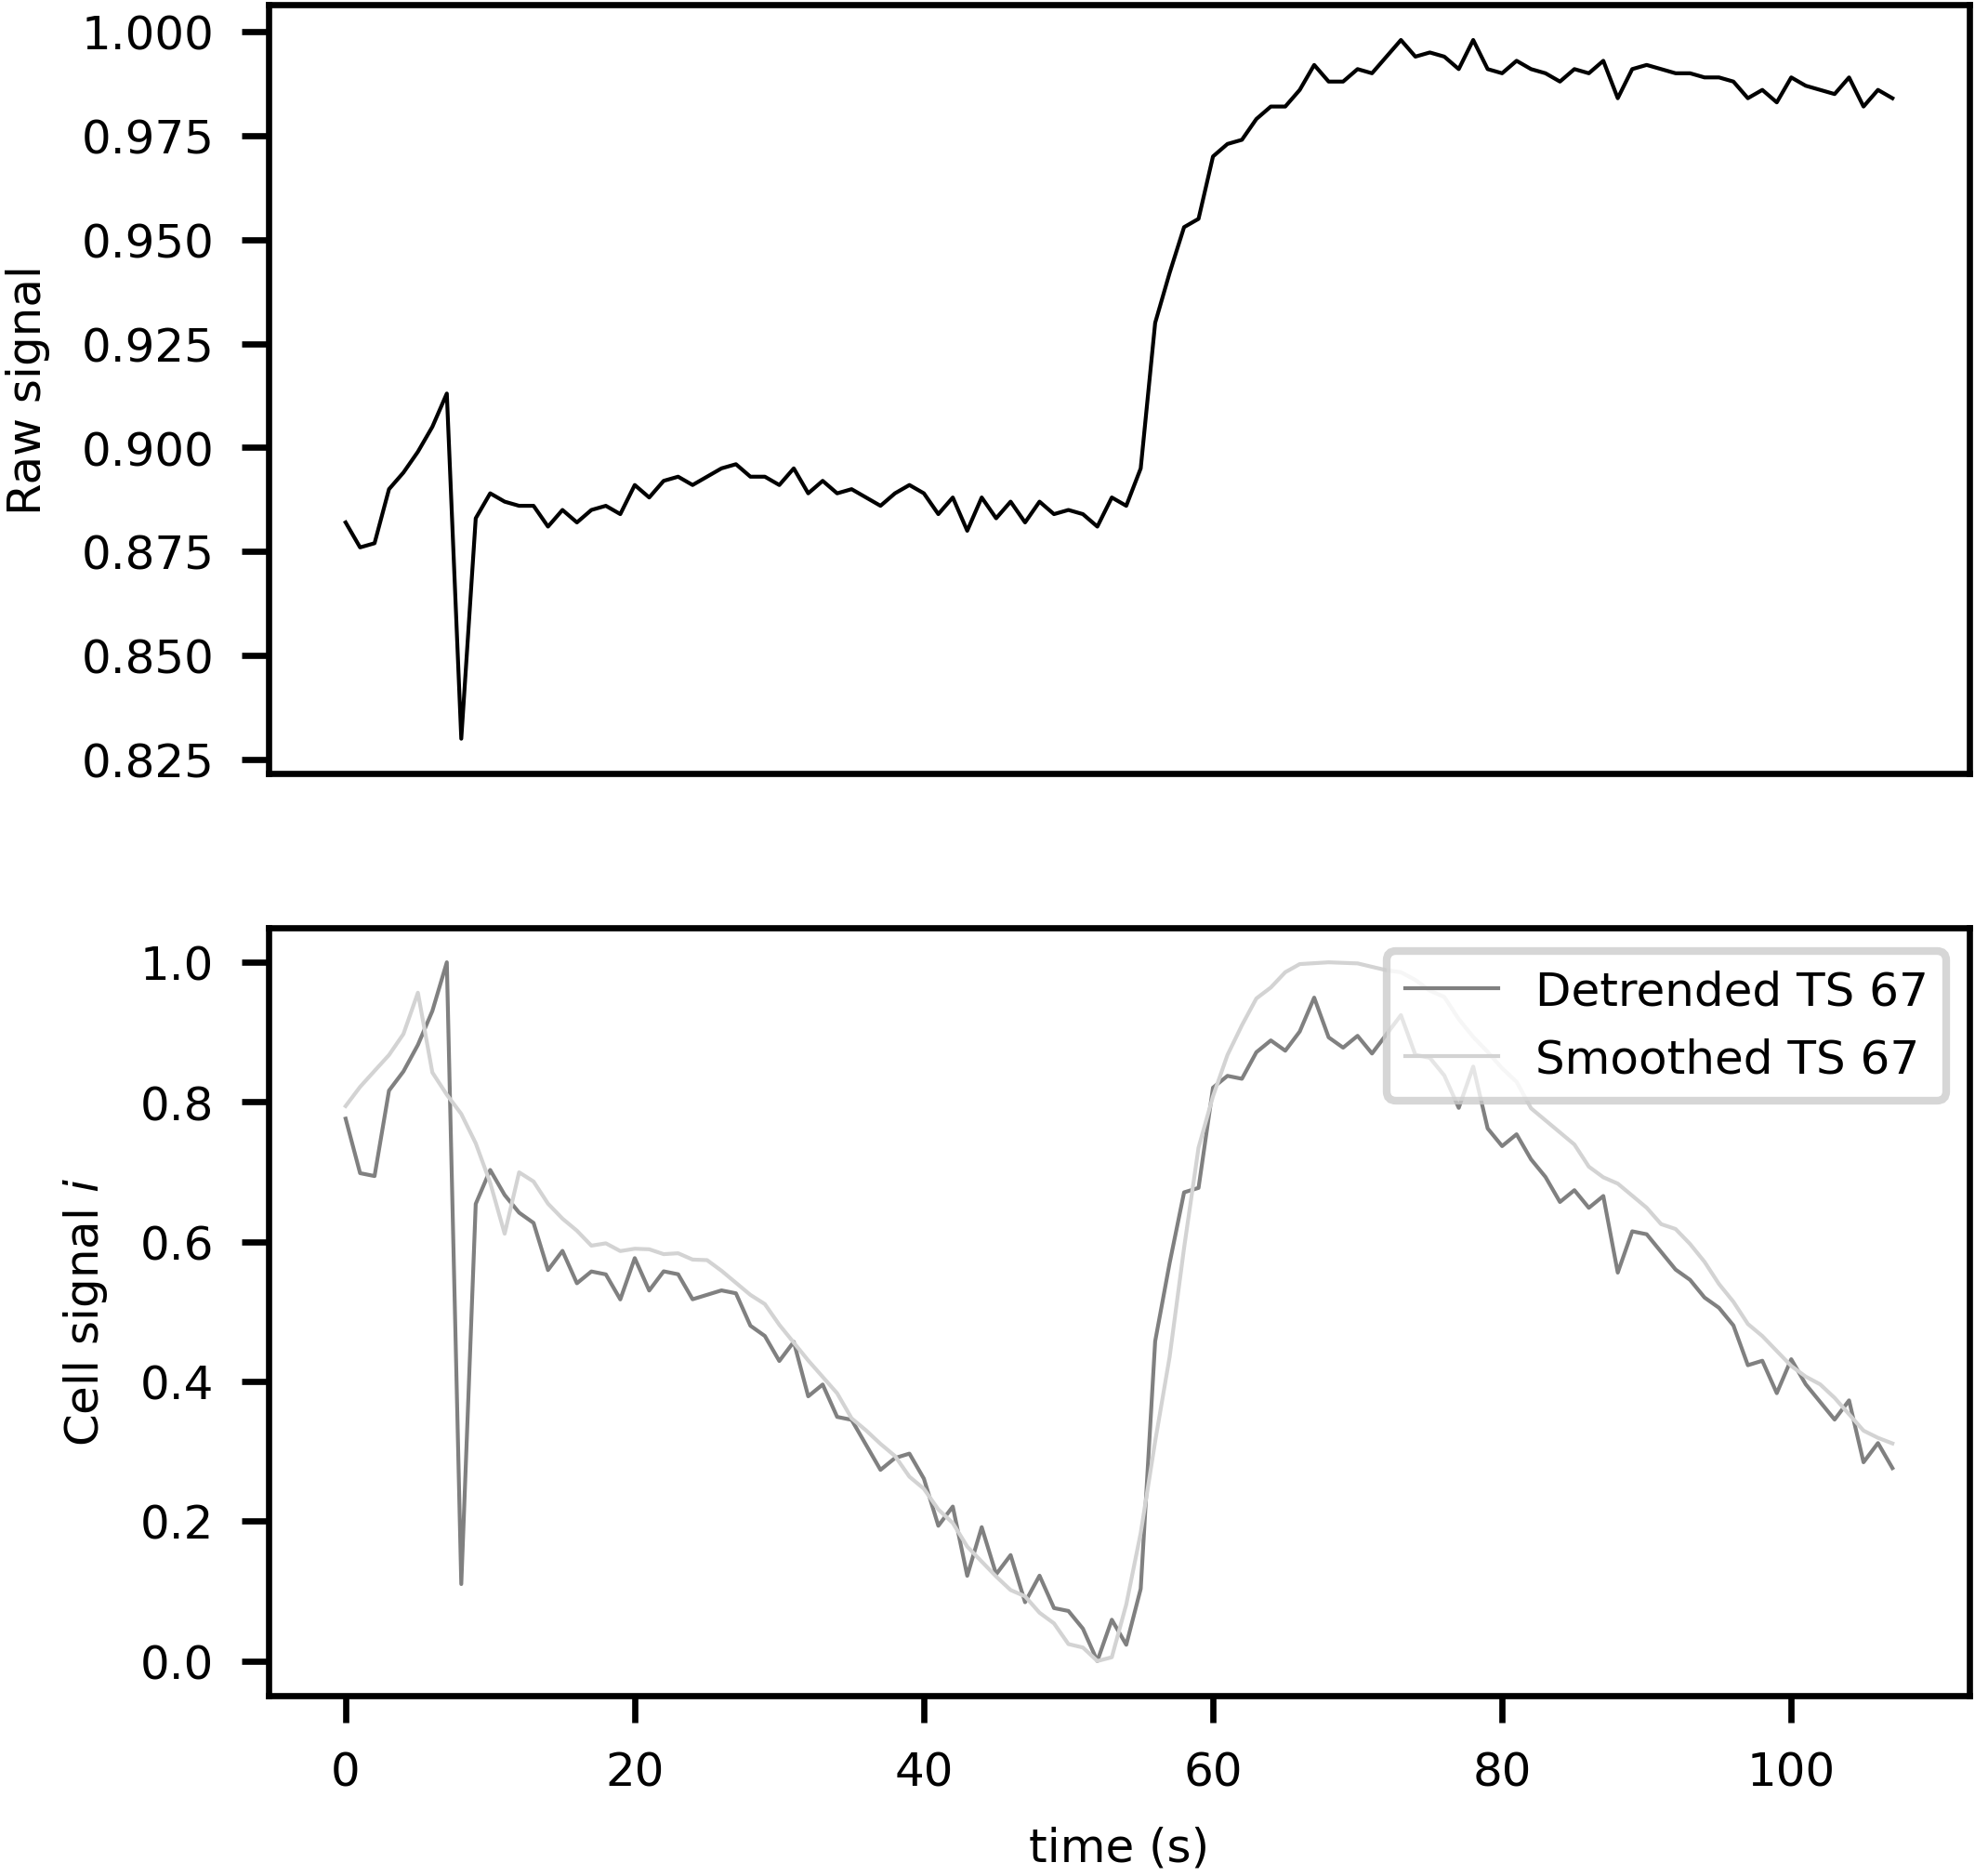 Raw signal
1.000
0.975
0.950
0.925
0.900
0.875
0.850
0.825
Cell signal i
1.0
0.8
0.6
0.4
0.2
0.0
Detrended TS 67
Smoothed TS 67
0 20 40 60 80 100
time (s)